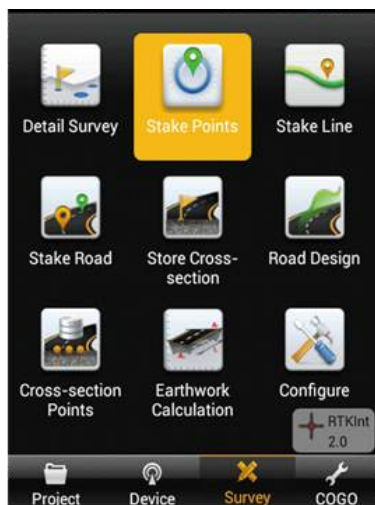 Detail Survey
Stake Points
Stake Line
Stake Road
Store Cross-
section
Road Design
Cross-section
Points
Earthwork
Calculation
Configure
RTKInt
2.0
Project
Device
Survey
COGO